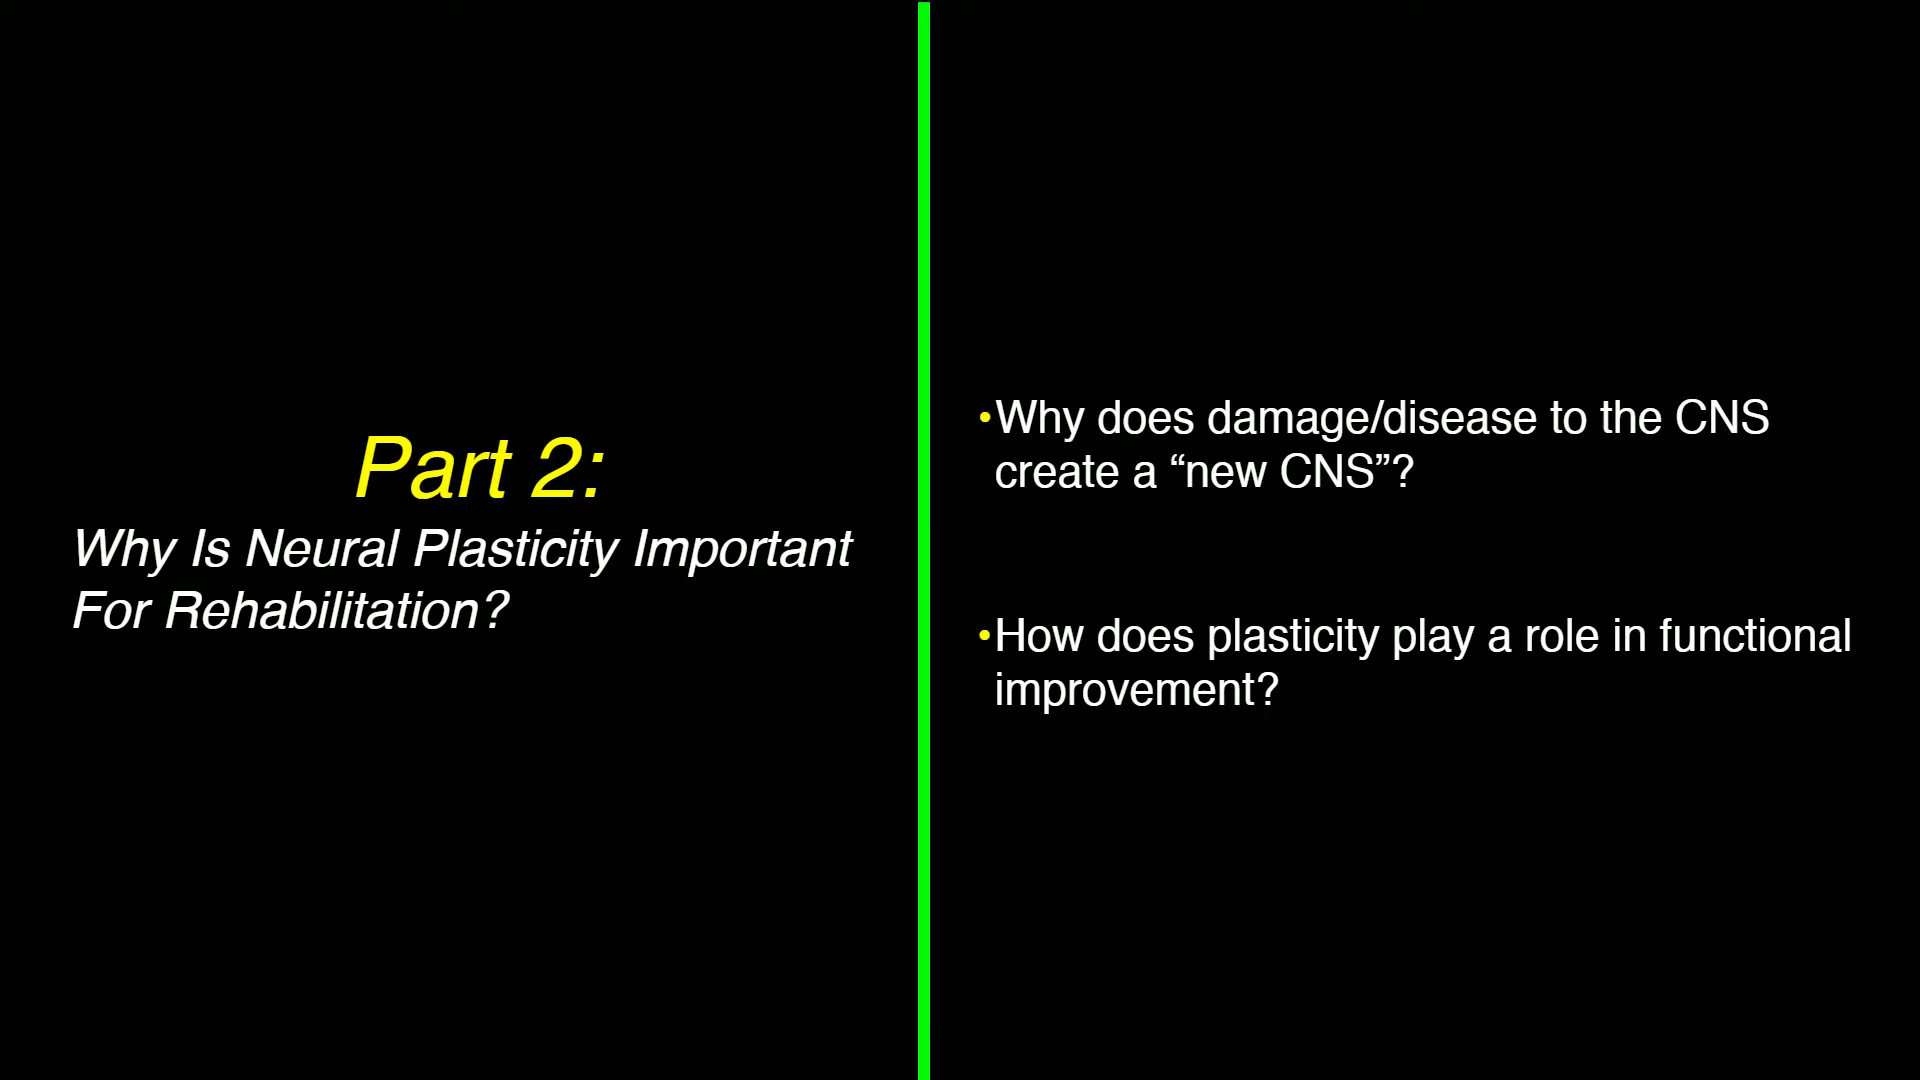 Part 2:
Why Is Neural Plasticity Important
For Rehabilitation?
•Why does damage/disease to the CNS
create a “new CNS”?
•How does plasticity play a role in functional
improvement?